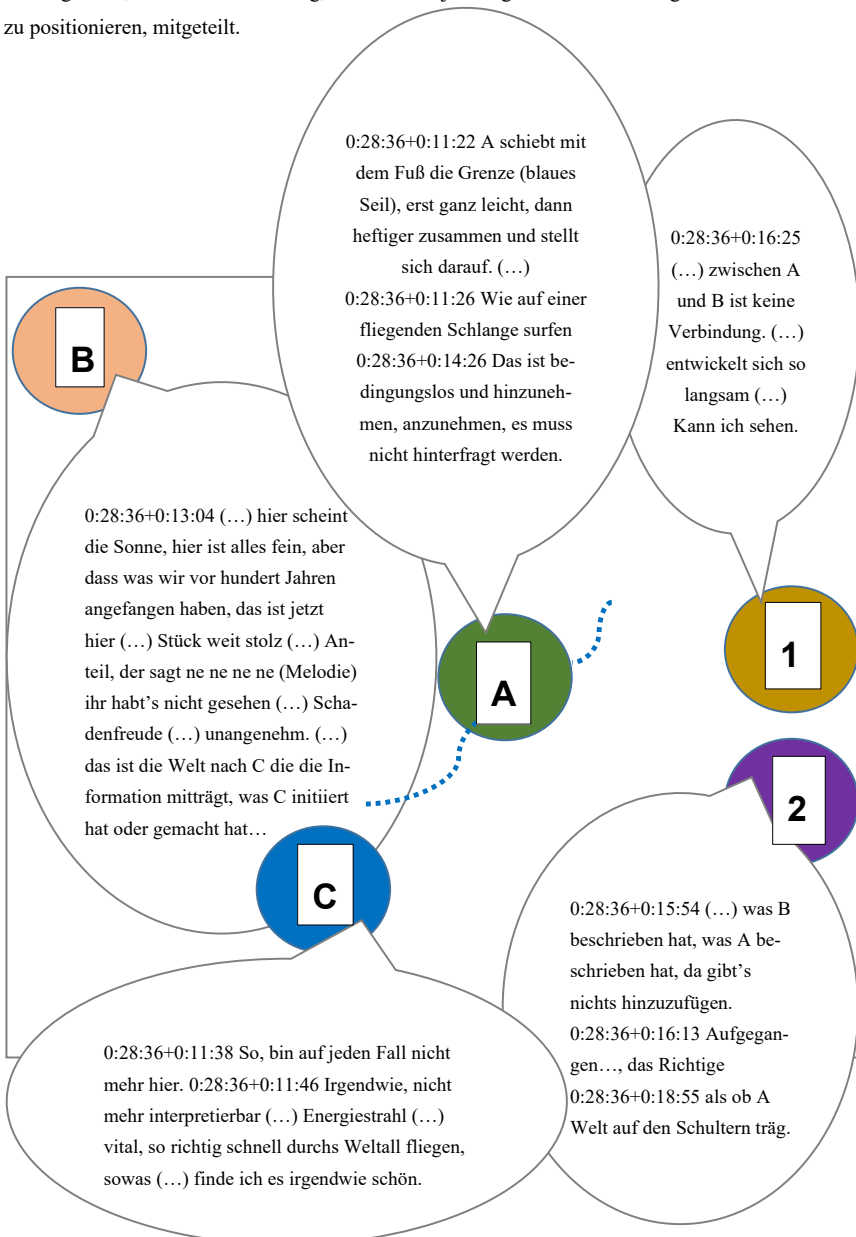 zu positionieren, mitgeteilt.
0:28:36+0:11:22 A schiebt mit
dem Fuß die Grenze (blaues
Seil), erst ganz leicht, dann
heftiger zusammen und stellt
sich darauf. (…)
0:28:36+0:11:26 Wie auf einer
fliegenden Schlange surfen
0:28:36+0:14:26 Das ist be-
dingungslos und hinzuneh-
men, anzunehmen, es muss
nicht hinterfragt werden.
0:28:36+0:16:25
(…) zwischen A
und B ist keine
Verbindung. (…)
entwickelt sich so
langsam (…)
Kann ich sehen.
B
0:28:36+0:13:04 (…) hier scheint
die Sonne, hier ist alles fein, aber
dass was wir vor hundert Jahren
angefangen haben, das ist jetzt
hier (…) Stück weit stolz (…) An-
teil, der sagt ne ne ne ne (Melodie)
ihr habt's nicht gesehen (…) Scha-
denfreude (…) unangenehm. (…)
das ist die Welt nach C die die In-
formation mitträgt, was C initiiert
hat oder gemacht hat…
A
1
2
C
0:28:36+0:15:54 (…) was B
beschrieben hat, was A be-
schrieben hat, da gibt's
nichts hinzuzufügen.
0:28:36+0:16:13 Aufgegan-
gen…, das Richtige
0:28:36+0:18:55 als ob A
Welt auf den Schultern träg.
0:28:36+0:11:38 So, bin auf jeden Fall nicht
mehr hier. 0:28:36+0:11:46 Irgendwie, nicht
mehr interpretierbar (…) Energiestrahl (…)
vital, so richtig schnell durchs Weltall fliegen,
sowas (…) finde ich es irgendwie schön.